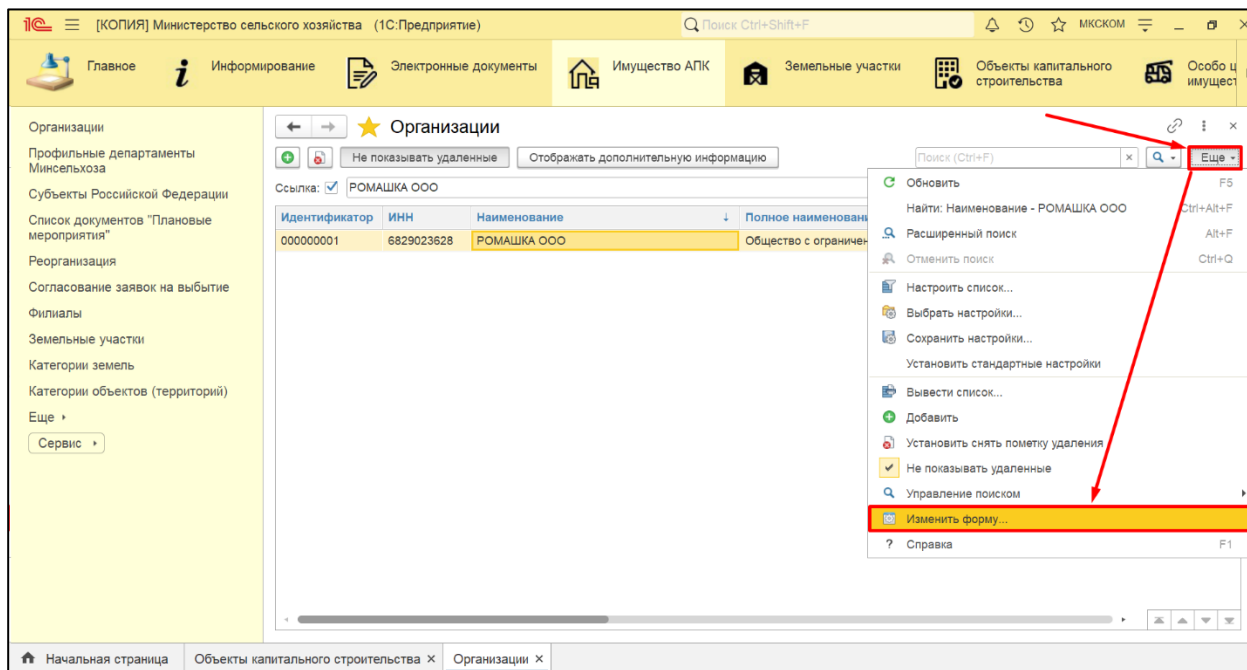 [КОПИЯ] Министерство сельского хозяйства (1С:Предприятие)
Поиск Ctrl+Shift+F
МКСКОМ
Главное
Информирование
Электронные документы
Имущество АПК
Земельные участки
Объекты капитального
строительства
Особо ц
имущест
Организации
Профильные департаменты
Минсельхоза
Субъекты Российской Федерации
Список документов "Плановые
мероприятия"
Реорганизация
Согласование заявок на выбытие
Филиалы
Земельные участки
Категории земель
Категории объектов (территорий)
Еще
Сервис
Организации
Не показывать удаленные
Отображать дополнительную информацию
Поиск (Ctrl+F)
Еще
Ссылка: РОМАШКА ООО
Идентификатор ИНН Наименование Полное наименовани
000000001 6829023628 РОМАШКА ООО Общество с ограничен
Обновить F5
Найти: Наименование - РОМАШКА ООО Ctrl+Alt+F
Расширенный поиск Alt+F
Отменить поиск Ctrl+Q
Настроить список...
Выбрать настройки...
Сохранить настройки...
Установить стандартные настройки
Вывести список...
Добавить
Установить снять пометку удаления
Не показывать удаленные
Управление поиском
Изменить форму...
? Справка F1
Начальная страница
Объекты капитального строительства ×
Организации ×